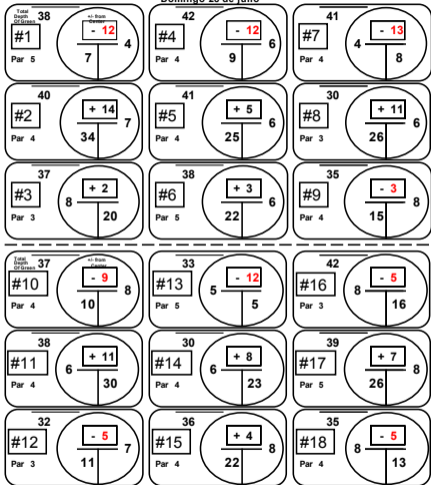 Domingo de julio
Total Depth Of Green 38
+/- from Center
#1 - 12 4
Par 5 7
42
#4 - 12 6
Par 4 9
41
#7 4 - 13
Par 4 8
40
#2 + 14 7
Par 4 34
41
#5 + 5 6
Par 4 25
30
#8 + 11 6
Par 3 26
37
#3 8 + 2
Par 3 20
38
#6 + 3 6
Par 5 22
35
#9 - 3 8
Par 4 15
Total Depth Of Green 37
+/- from Center
#10 - 9 8
Par 4 10
33
#13 5 - 12
Par 5 5
42
#16 8 - 5
Par 3 16
38
#11 6 + 11
Par 4 30
30
#14 6 + 8
Par 4 23
39
#17 + 7 8
Par 5 26
32
#12 - 5 7
Par 3 11
36
#15 + 4 8
Par 4 22
35
#18 8 - 5
Par 4 13